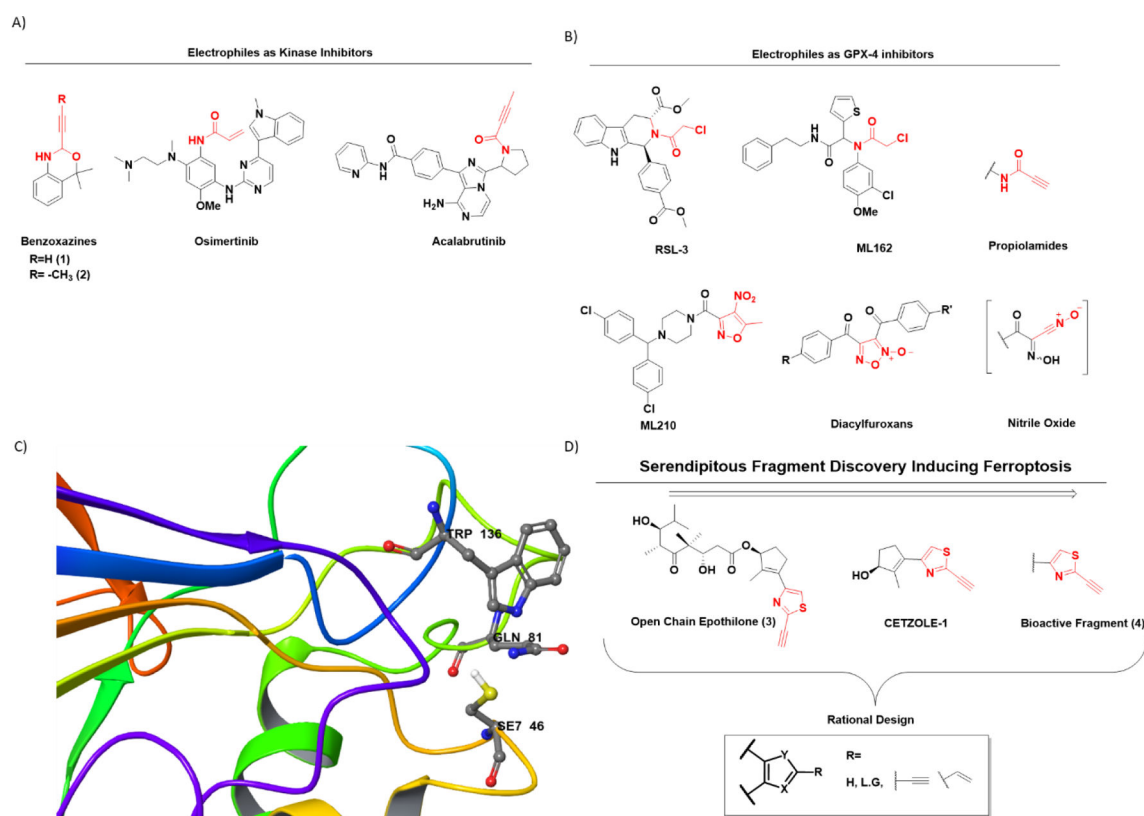 A)
Electrophiles as Kinase Inhibitors
R
HN
O
N
N
N
HN
O
N
N
N
N
H
OMe
N
N
H
O
N
N
N
H2N
O
N
Benzoxazines
Osimertinib
Acalabrutinib
R=H (1)
R= -CH3 (2)
B)
Electrophiles as GPX-4 inhibitors
O
O
N
Cl
N
H
O
O
O
RSL-3
S
H
N
O
O
N
Cl
Cl
OMe
ML162
O
NH
Propiolamides
Cl
N
N
O
NO2
N
O
Cl
ML210
O
O
R'
R
N
O
N
+
O−
Diacylfuroxans
O
N
+
O−
N
OH
Nitrile Oxide
C)
TRP 136
GLN 81
SE7 46
D)
Serendipitous Fragment Discovery Inducing Ferroptosis
HO
O
OH
O
O
N
S
Open Chain Epothilone (3)
HO
S
N
CETZOLE-1
S
N
Bioactive Fragment (4)
Rational Design
Y
X
R
R=
H, L.G,